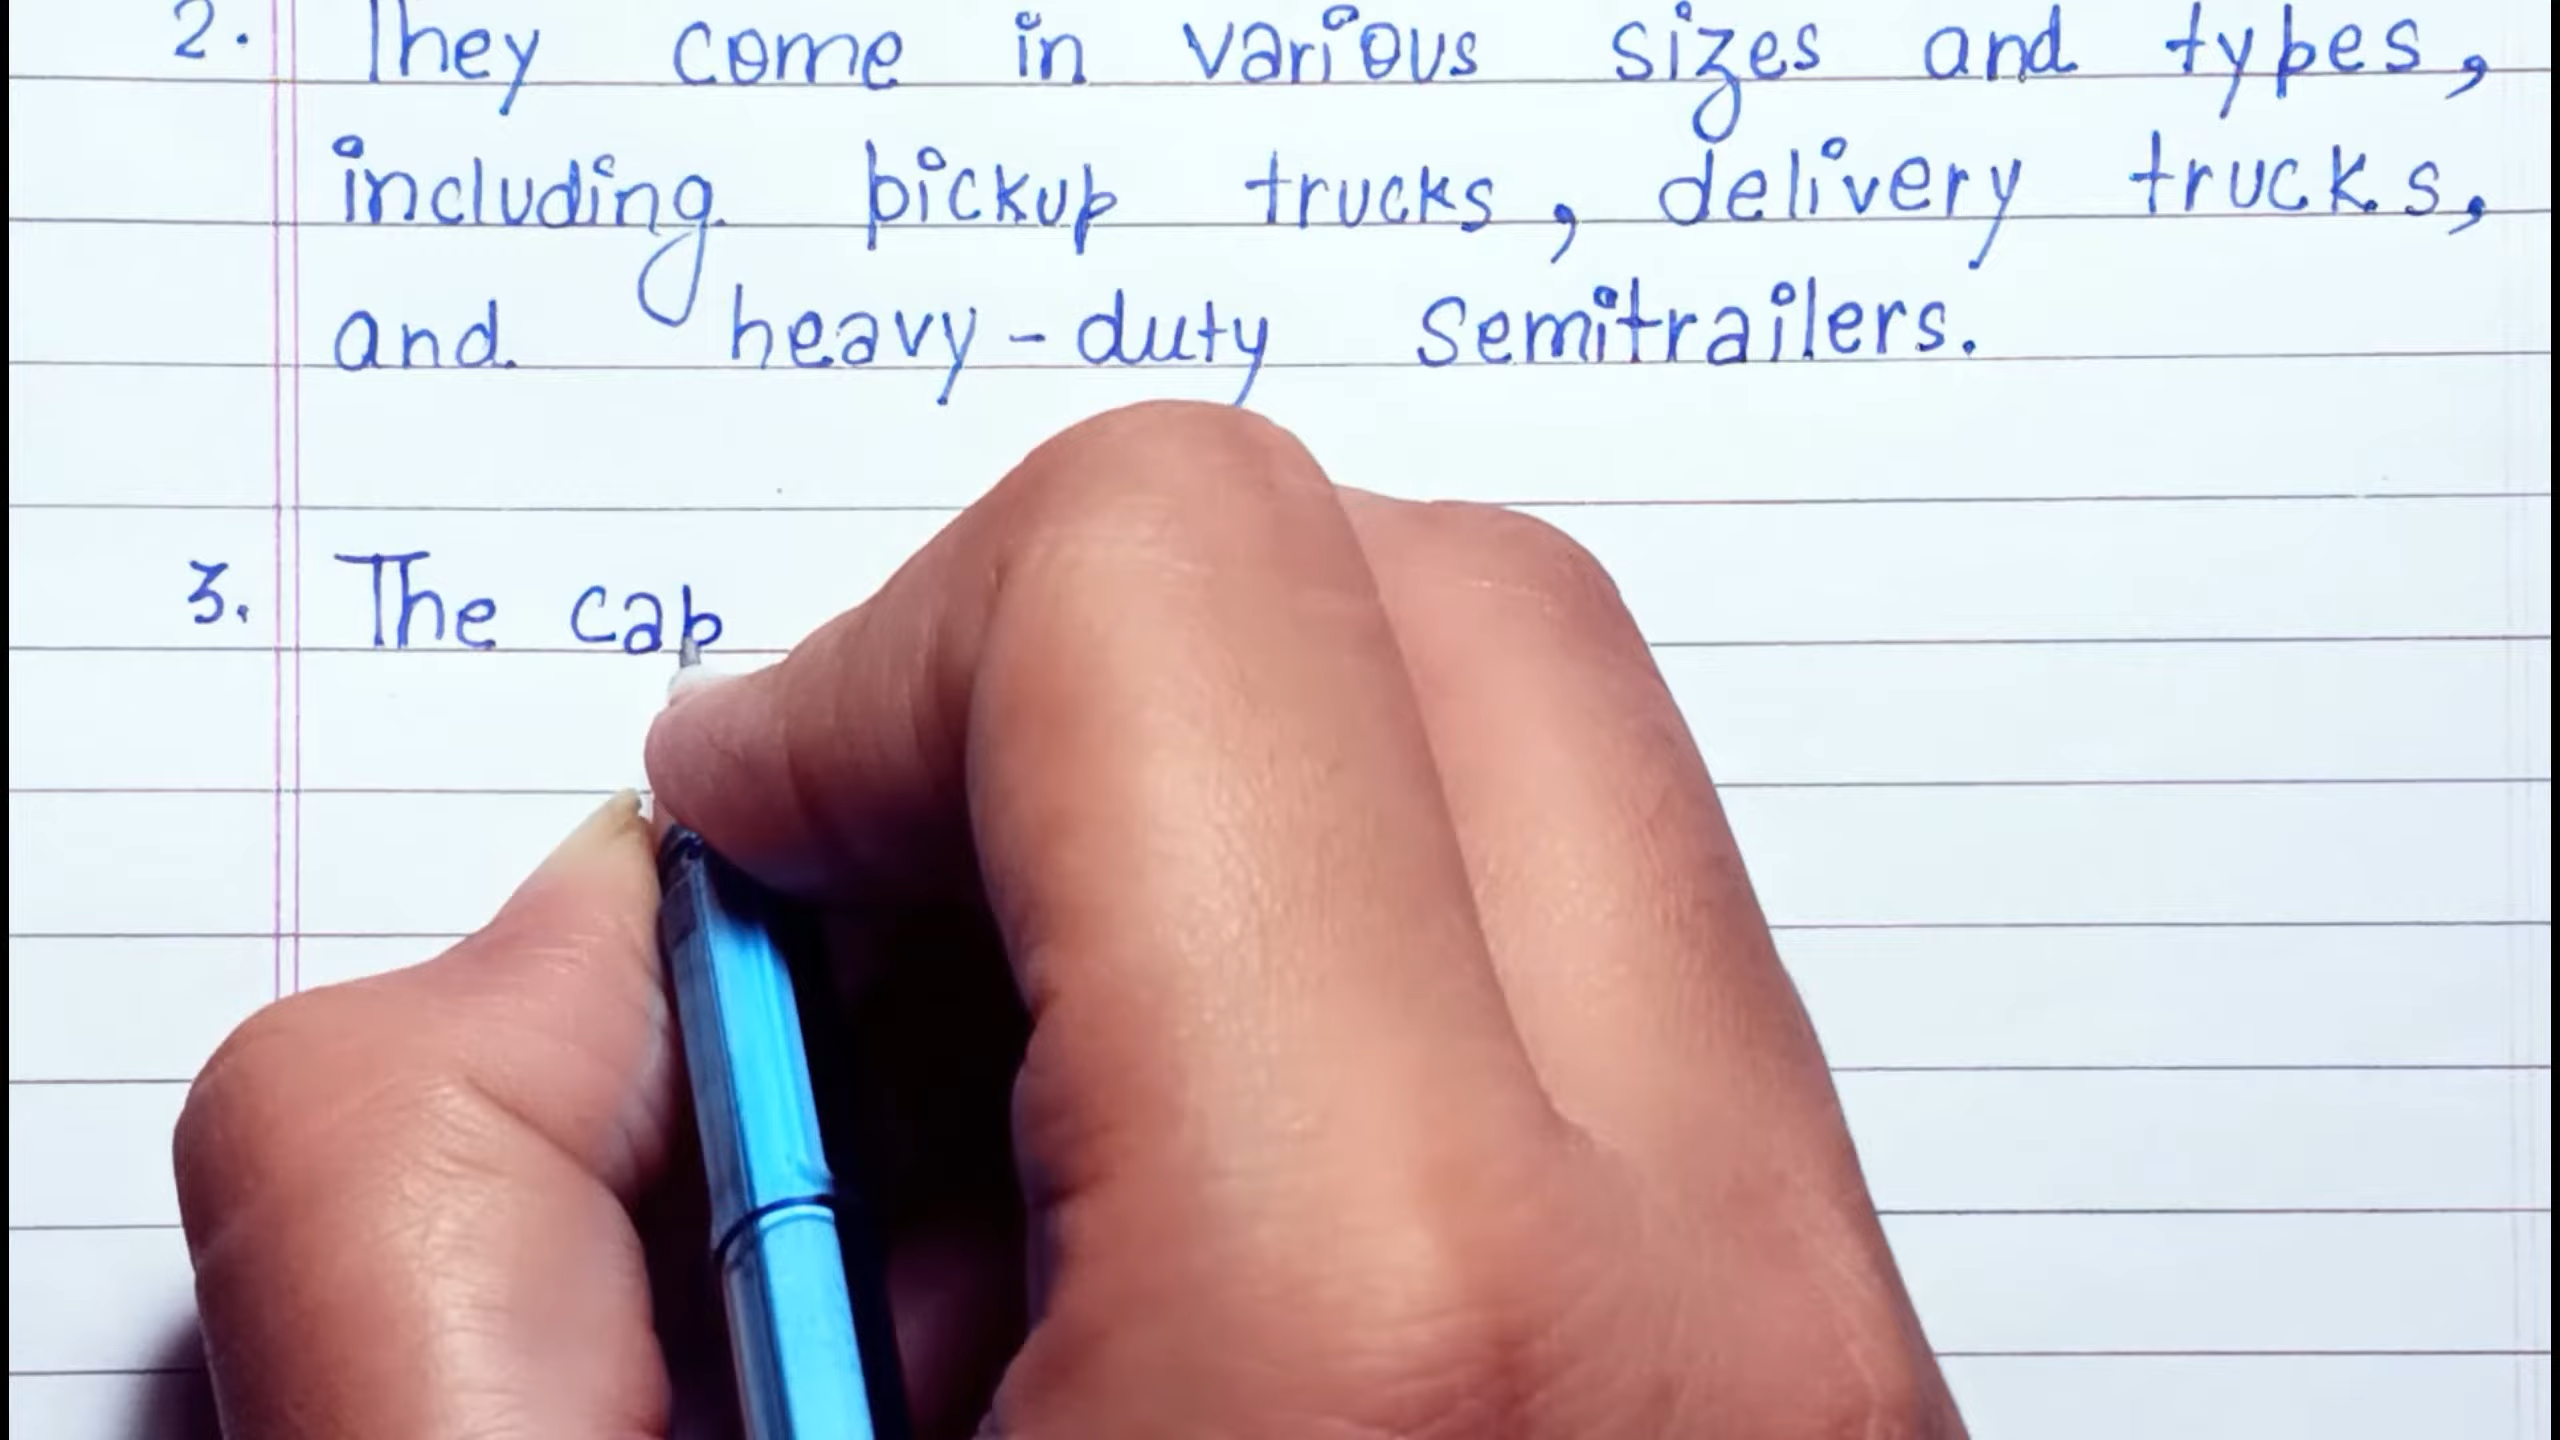 2. They come in various sizes and types,
including pickup trucks, delivery trucks,
and heavy-duty semitrailers.
3. The cap